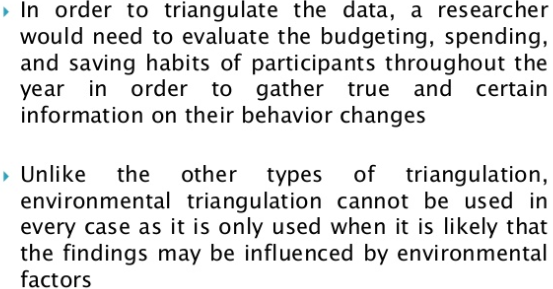 In order to triangulate the data, a researcher
would need to evaluate the budgeting, spending,
and saving habits of participants throughout the
year in order to gather true and certain
information on their behavior changes
Unlike the other types of triangulation,
environmental triangulation cannot be used in
every case as it is only used when it is likely that
the findings may be influenced by environmental
factors